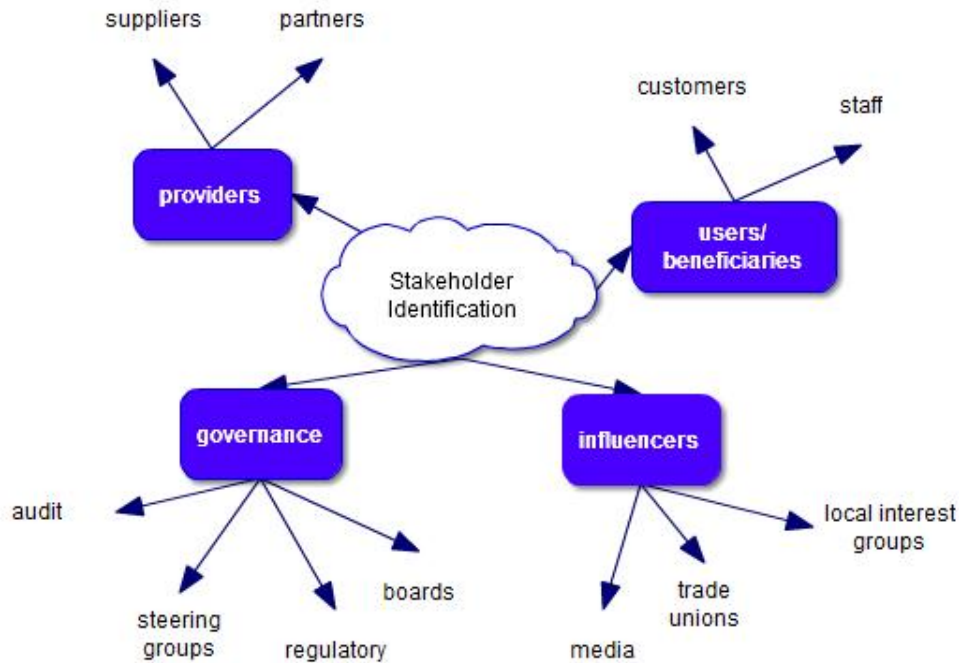 suppliers
partners
customers
staff
providers
users/
beneficiaries
Stakeholder
Identification
governance
influencers
audit
local interest
groups
boards
trade
unions
steering
groups
regulatory
media